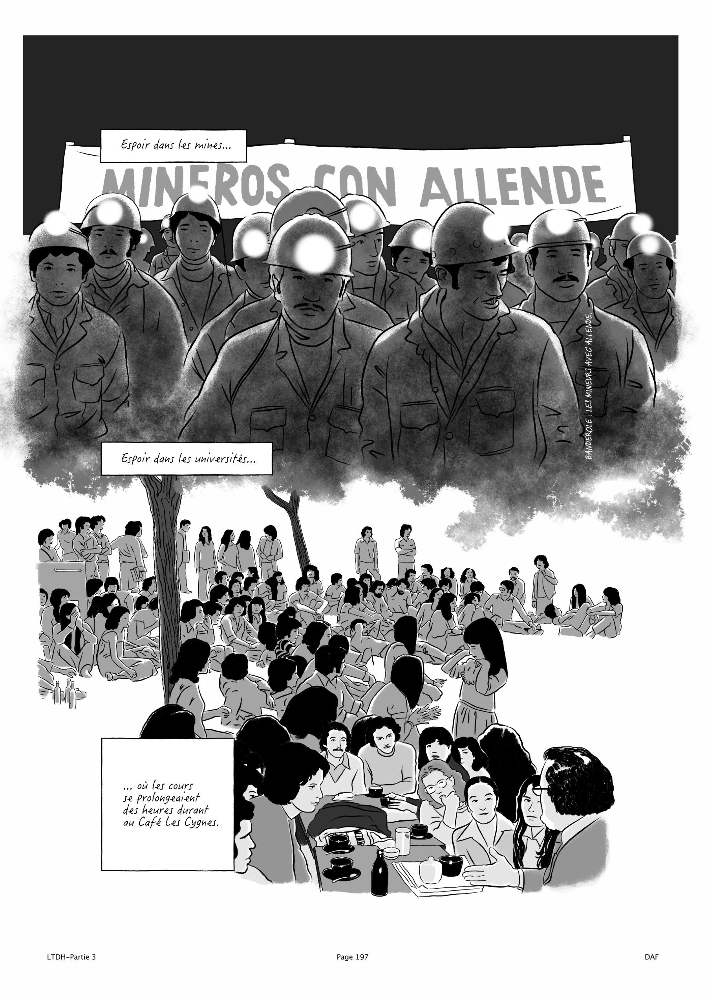 Espoir dans les mines...
MINEROS CON ALLENDE
BANDEROLE : LES MINEURS AVEC ALLENDE.
Espoir dans les universités...
... où les cours
se prolongeaient
des heures durant
au Café Les Cygnes.
LTDH-Partie 3
Page 197
DAF